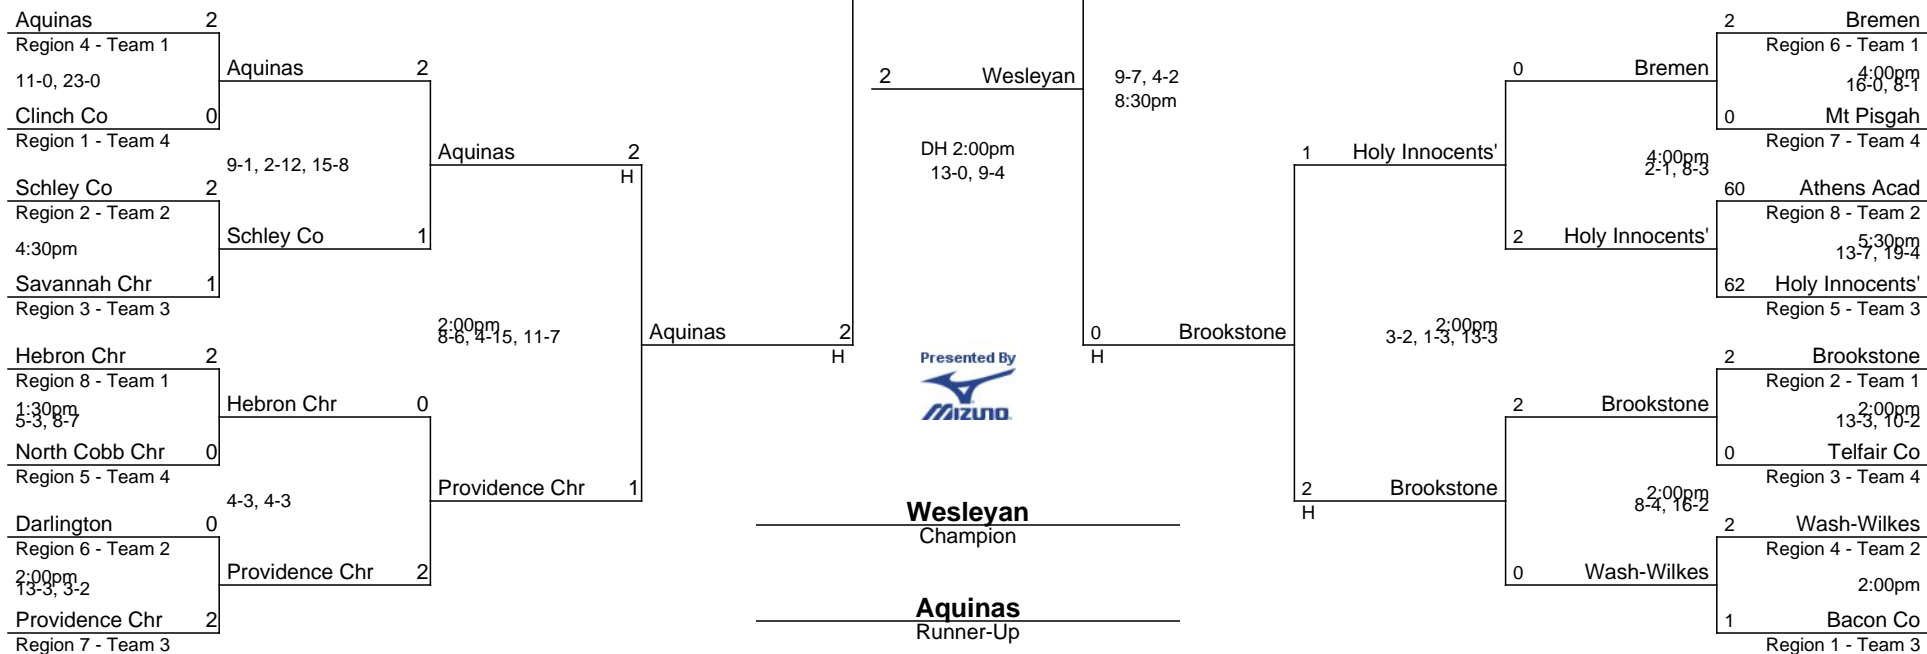 Aquinas 2
Region 4 - Team 1
11-0, 23-0
Clinch Co 0
Region 1 - Team 4
Schley Co 2
Region 2 - Team 2
4:30pm
Savannah Chr 1
Region 3 - Team 3
Hebron Chr 2
Region 8 - Team 1
1:30pm
5-3, 8-7
North Cobb Chr 0
Region 5 - Team 4
Darlington 0
Region 6 - Team 2
2:00pm
13-3, 3-2
Providence Chr 2
Region 7 - Team 3
Aquinas 2
9-1, 2-12, 15-8
Schley Co 1
Hebron Chr 0
4-3, 4-3
Providence Chr 2
Aquinas 2
H
2:00pm
8-6, 4-15, 11-7
Providence Chr 1
Aquinas 2
H
2 Wesleyan
DH 2:00pm
13-0, 9-4
9-7, 4-2
8:30pm
Presented By
MIZUNO
Wesleyan
Champion
Aquinas
Runner-Up
0 Brookstone
H
1 Holy Innocents'
2:00pm
3-2, 1-3, 13-3
2 Brookstone
H
0 Bremen
4:00pm
2-1, 8-3
2 Holy Innocents'
2 Brookstone
2:00pm
8-4, 16-2
0 Wash-Wilkes
2 Bremen
Region 6 - Team 1
4:00pm
16-0, 8-1
0 Mt Pisgah
Region 7 - Team 4
60 Athens Acad
Region 8 - Team 2
5:30pm
13-7, 19-4
62 Holy Innocents'
Region 5 - Team 3
2 Brookstone
Region 2 - Team 1
2:00pm
13-3, 10-2
0 Telfair Co
Region 3 - Team 4
2 Wash-Wilkes
Region 4 - Team 2
2:00pm
1 Bacon Co
Region 1 - Team 3